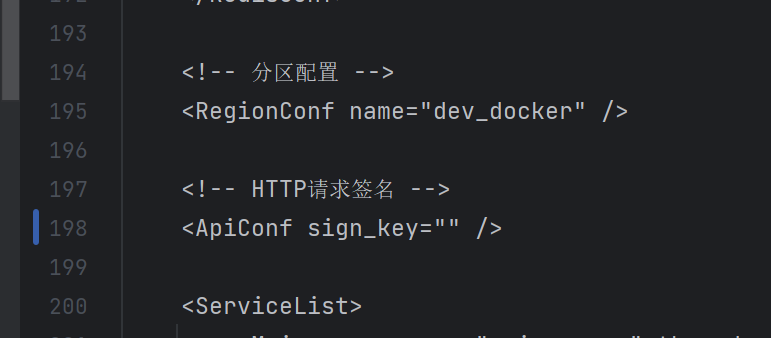 193
194 <!-- 分区配置 -->
195 <RegionConf name="dev_docker" />
196
197 <!-- HTTP请求签名 -->
198 <ApiConf sign_key="" />
199
200 <ServiceList>